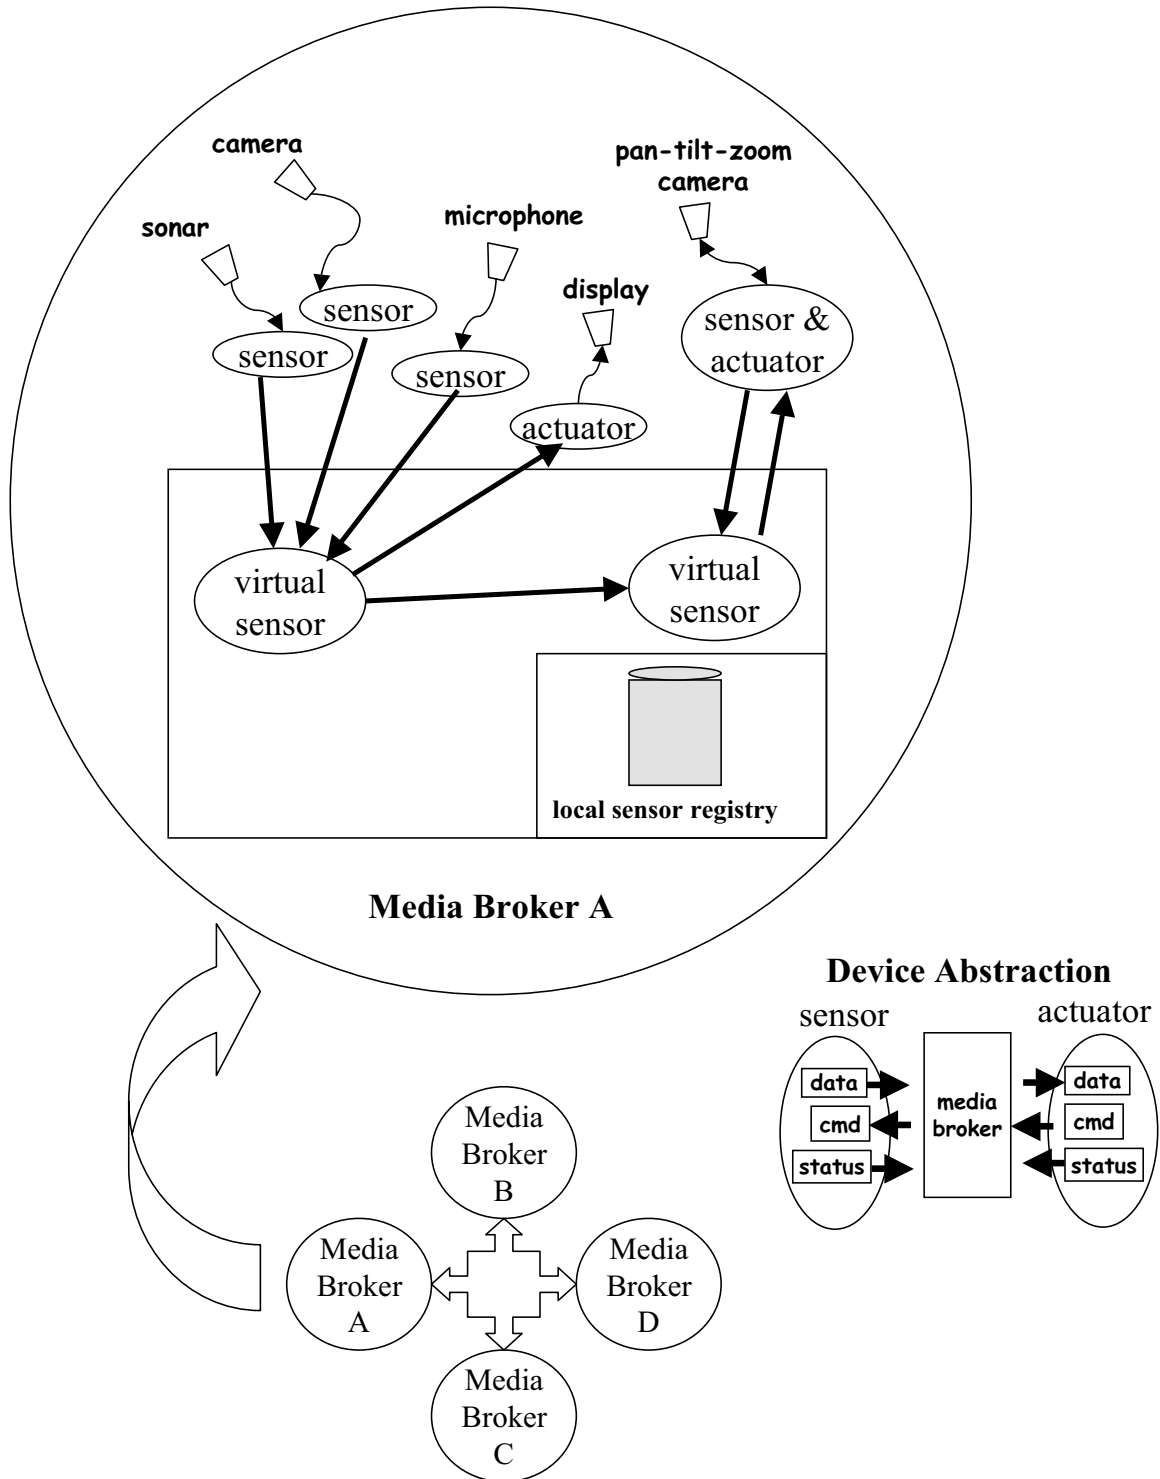 camera
pan-tilt-zoom
camera
sonar
microphone
display
sensor
sensor
sensor
sensor &
actuator
actuator
virtual
sensor
virtual
sensor
local sensor registry
Media Broker A
Device Abstraction
sensor
actuator
data
cmd
status
media
broker
data
cmd
status
Media
Broker
B
Media
Broker
A
Media
Broker
D
Media
Broker
C